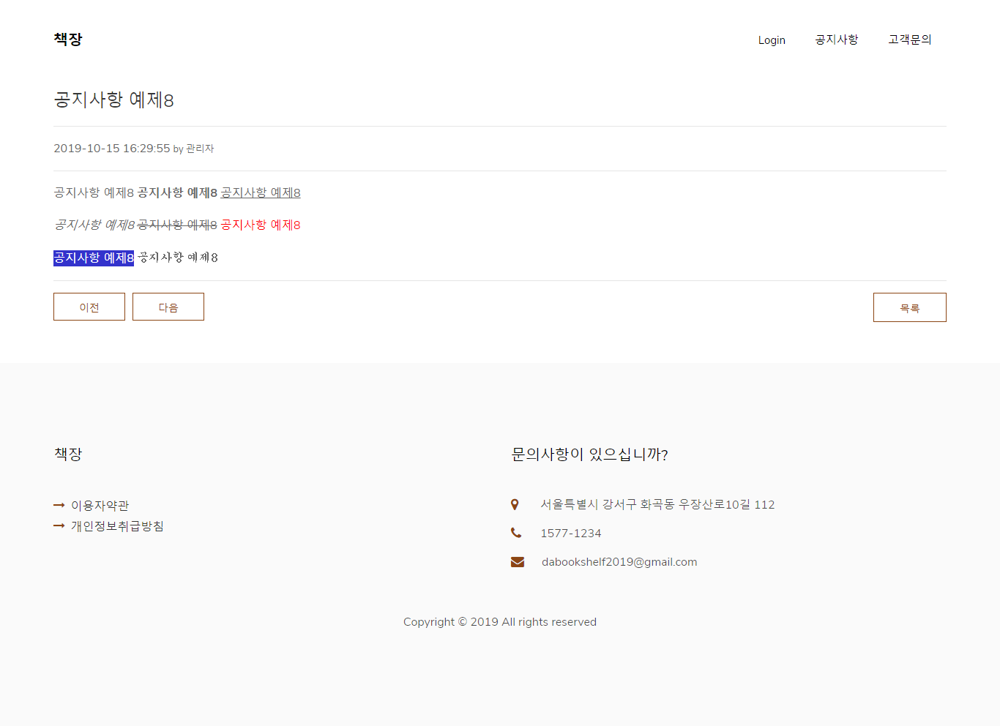 책장
Login 공지사항 고객문의
공지사항 예제8
2019-10-15 16:29:55 by 관리자
공지사항 예제8 공지사항 예제8 공지사항 예제8
공지사항 예제8 공지사항 예제8 공지사항 예제8
공지사항 예제8 공지사항 예제8
이전 다음 목록
책장
이용자약관
개인정보취급방침
문의사항이 있으십니까?
서울특별시 강서구 화곡동 우장산로10길 112
1577-1234
dabookshelf2019@gmail.com
Copyright © 2019 All rights reserved